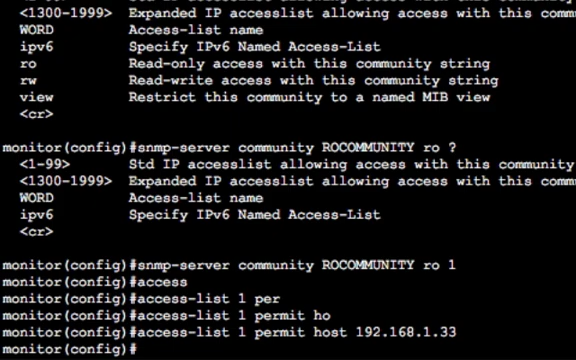 <1300-1999> Expanded IP accesslist allowing access with this
WORD Access-list name
ipv6 Specify IPv6 Named Access-List
ro Read-only access with this community string
rw Read-write access with this community string
view Restrict this community to a named MIB view
<cr>
monitor(config)#snmp-server community ROCOMMUNITY ro ?
<1-99> Std IP accesslist allowing access with this community
<1300-1999> Expanded IP accesslist allowing access with this
WORD Access-list name
ipv6 Specify IPv6 Named Access-List
<cr>
monitor(config)#snmp-server community ROCOMMUNITY ro 1
monitor(config)#access
monitor(config)#access-list 1 per
monitor(config)#access-list 1 permit ho
monitor(config)#access-list 1 permit host 192.168.1.33
monitor(config)#